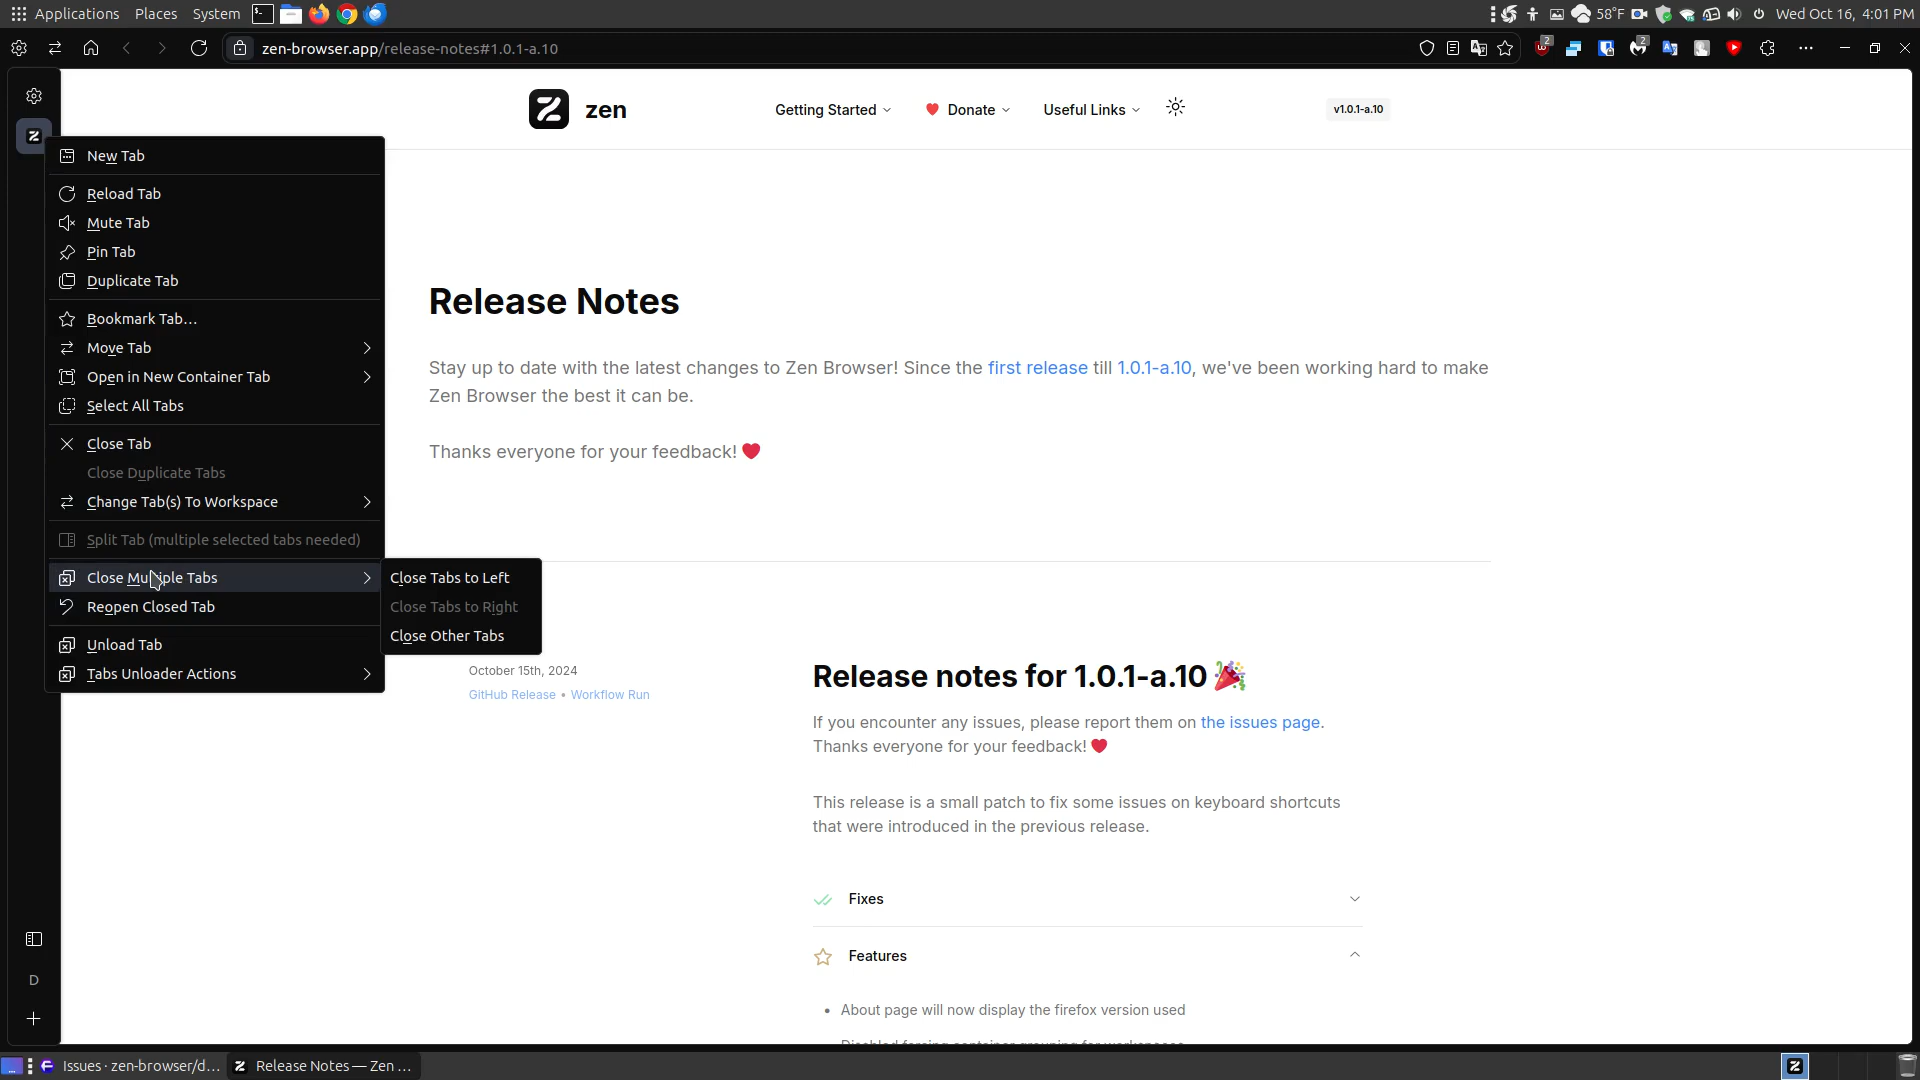 Applications Places System
58°F
Wed Oct 16, 4:01 PM
zen-browser.app/release-notes#1.0.1-a.10
2
2
zen
Getting Started
Donate
Useful Links
v1.0.1-a.10
New Tab
Reload Tab
Mute Tab
Pin Tab
Duplicate Tab
Bookmark Tab…
Move Tab
Open in New Container Tab
Select All Tabs
Close Tab
Close Duplicate Tabs
Change Tab(s) To Workspace
Split Tab (multiple selected tabs needed)
Close Multiple Tabs
Reopen Closed Tab
Unload Tab
Tabs Unloader Actions
Close Tabs to Left
Close Tabs to Right
Close Other Tabs
Release Notes
Stay up to date with the latest changes to Zen Browser! Since the first release till 1.0.1-a.10, we've been working hard to make
Zen Browser the best it can be.
Thanks everyone for your feedback!
October 15th, 2024
GitHub Release • Workflow Run
Release notes for 1.0.1-a.10
If you encounter any issues, please report them on the issues page.
Thanks everyone for your feedback!
This release is a small patch to fix some issues on keyboard shortcuts
that were introduced in the previous release.
Fixes
Features
• About page will now display the firefox version used
D
Issues · zen-browser/d…
Release Notes — Zen …